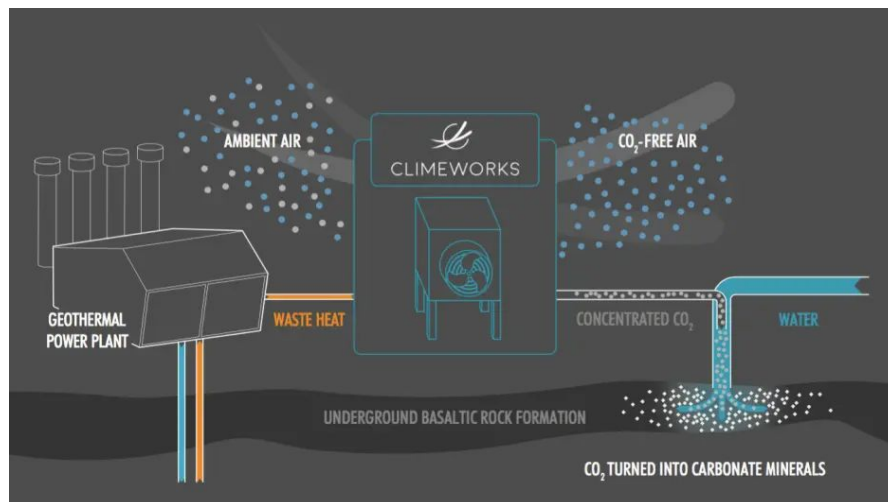 AMBIENT AIR
CLIMEWORKS
CO₂-FREE AIR
GEOTHERMAL
POWER PLANT
WASTE HEAT
CONCENTRATED CO₂
WATER
UNDERGROUND BASALTIC ROCK FORMATION
CO₂ TURNED INTO CARBONATE MINERALS